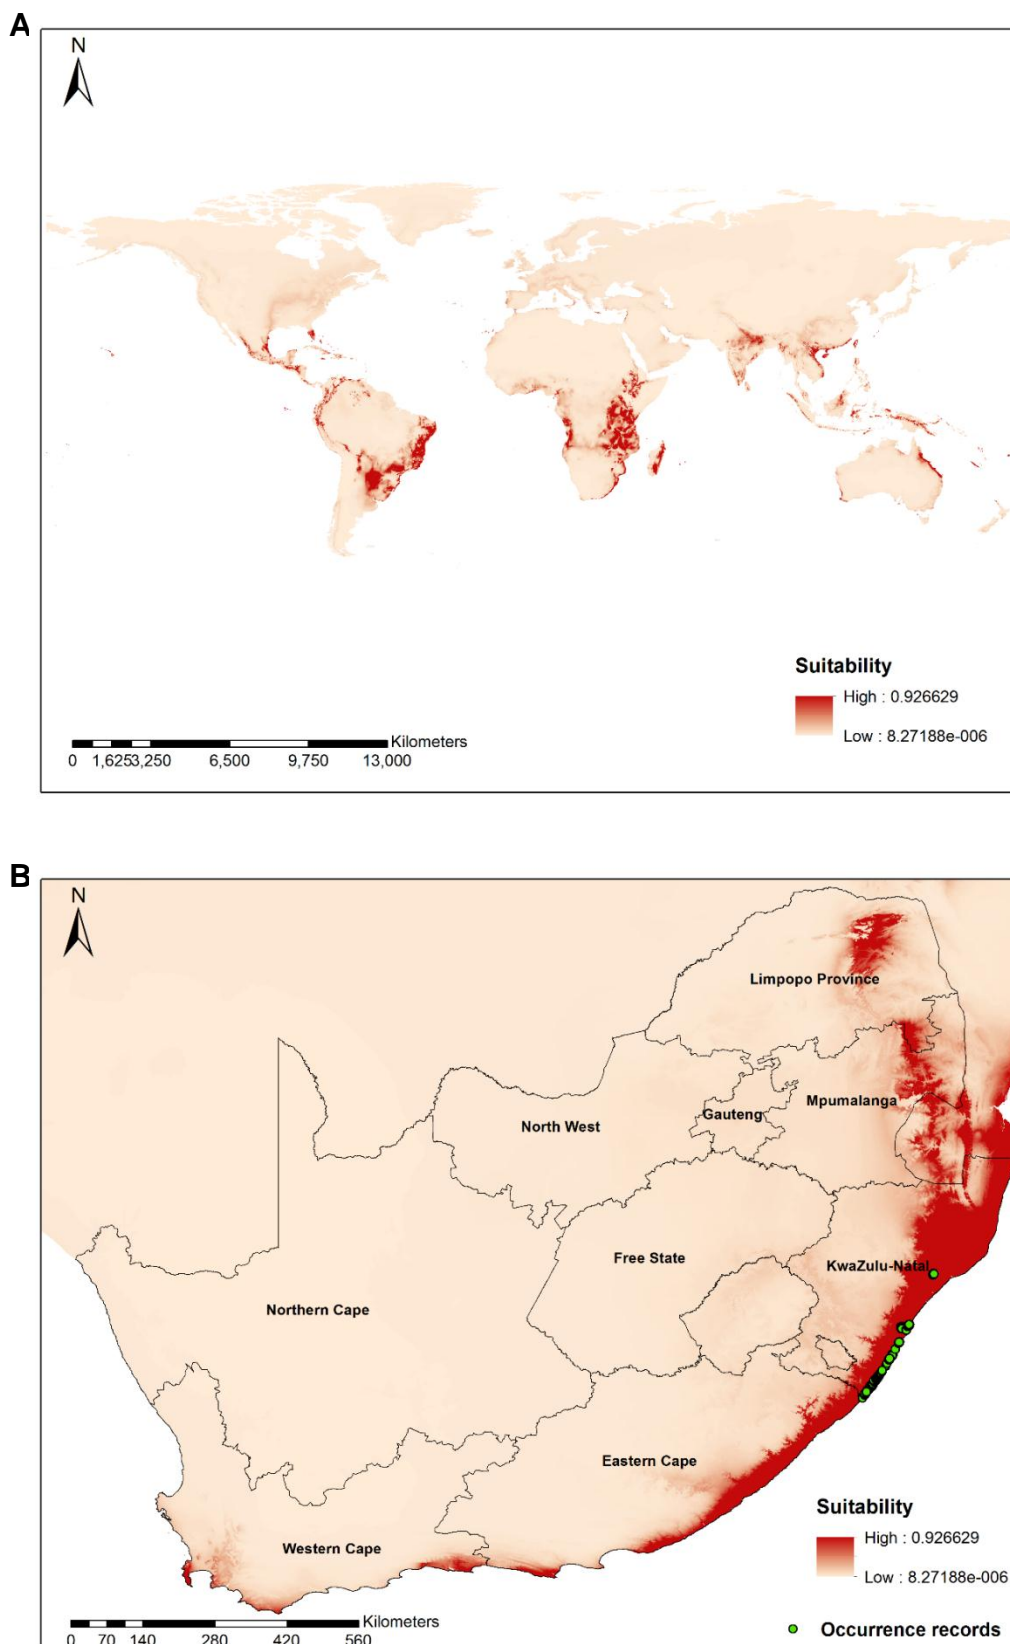 A
N
Suitability
High : 0.926629
Low : 8.27188e-006
Kilometers
0 1,6253,250 6,500 9,750 13,000
B
N
Limpopo Province
Mpumalanga
Gauteng
North West
Free State
KwaZulu-Natal
Northern Cape
Eastern Cape
Western Cape
Suitability
High : 0.926629
Low : 8.27188e-006
Kilometers
0 70 140 280 420 560
Occurrence records